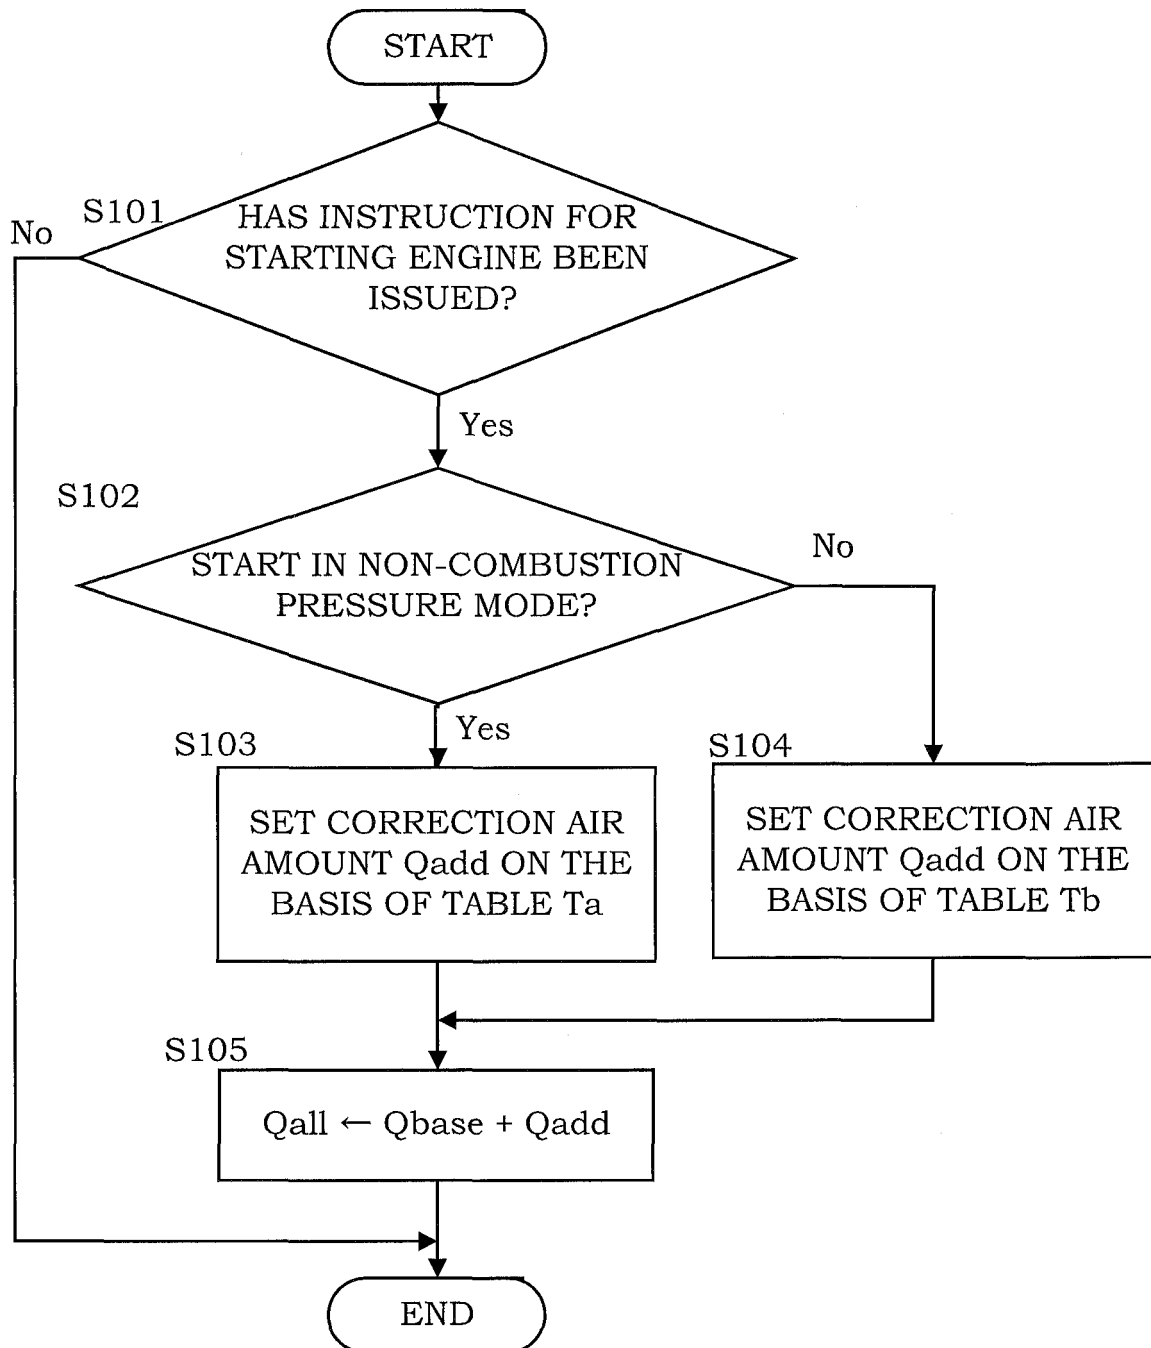 START
S101
No
HAS INSTRUCTION FOR
STARTING ENGINE BEEN
ISSUED?
Yes
S102
START IN NON-COMBUSTION
PRESSURE MODE?
No
Yes
S103
SET CORRECTION AIR
AMOUNT Qadd ON THE
BASIS OF TABLE Ta
S104
SET CORRECTION AIR
AMOUNT Qadd ON THE
BASIS OF TABLE Tb
S105
Qall ← Qbase + Qadd
END